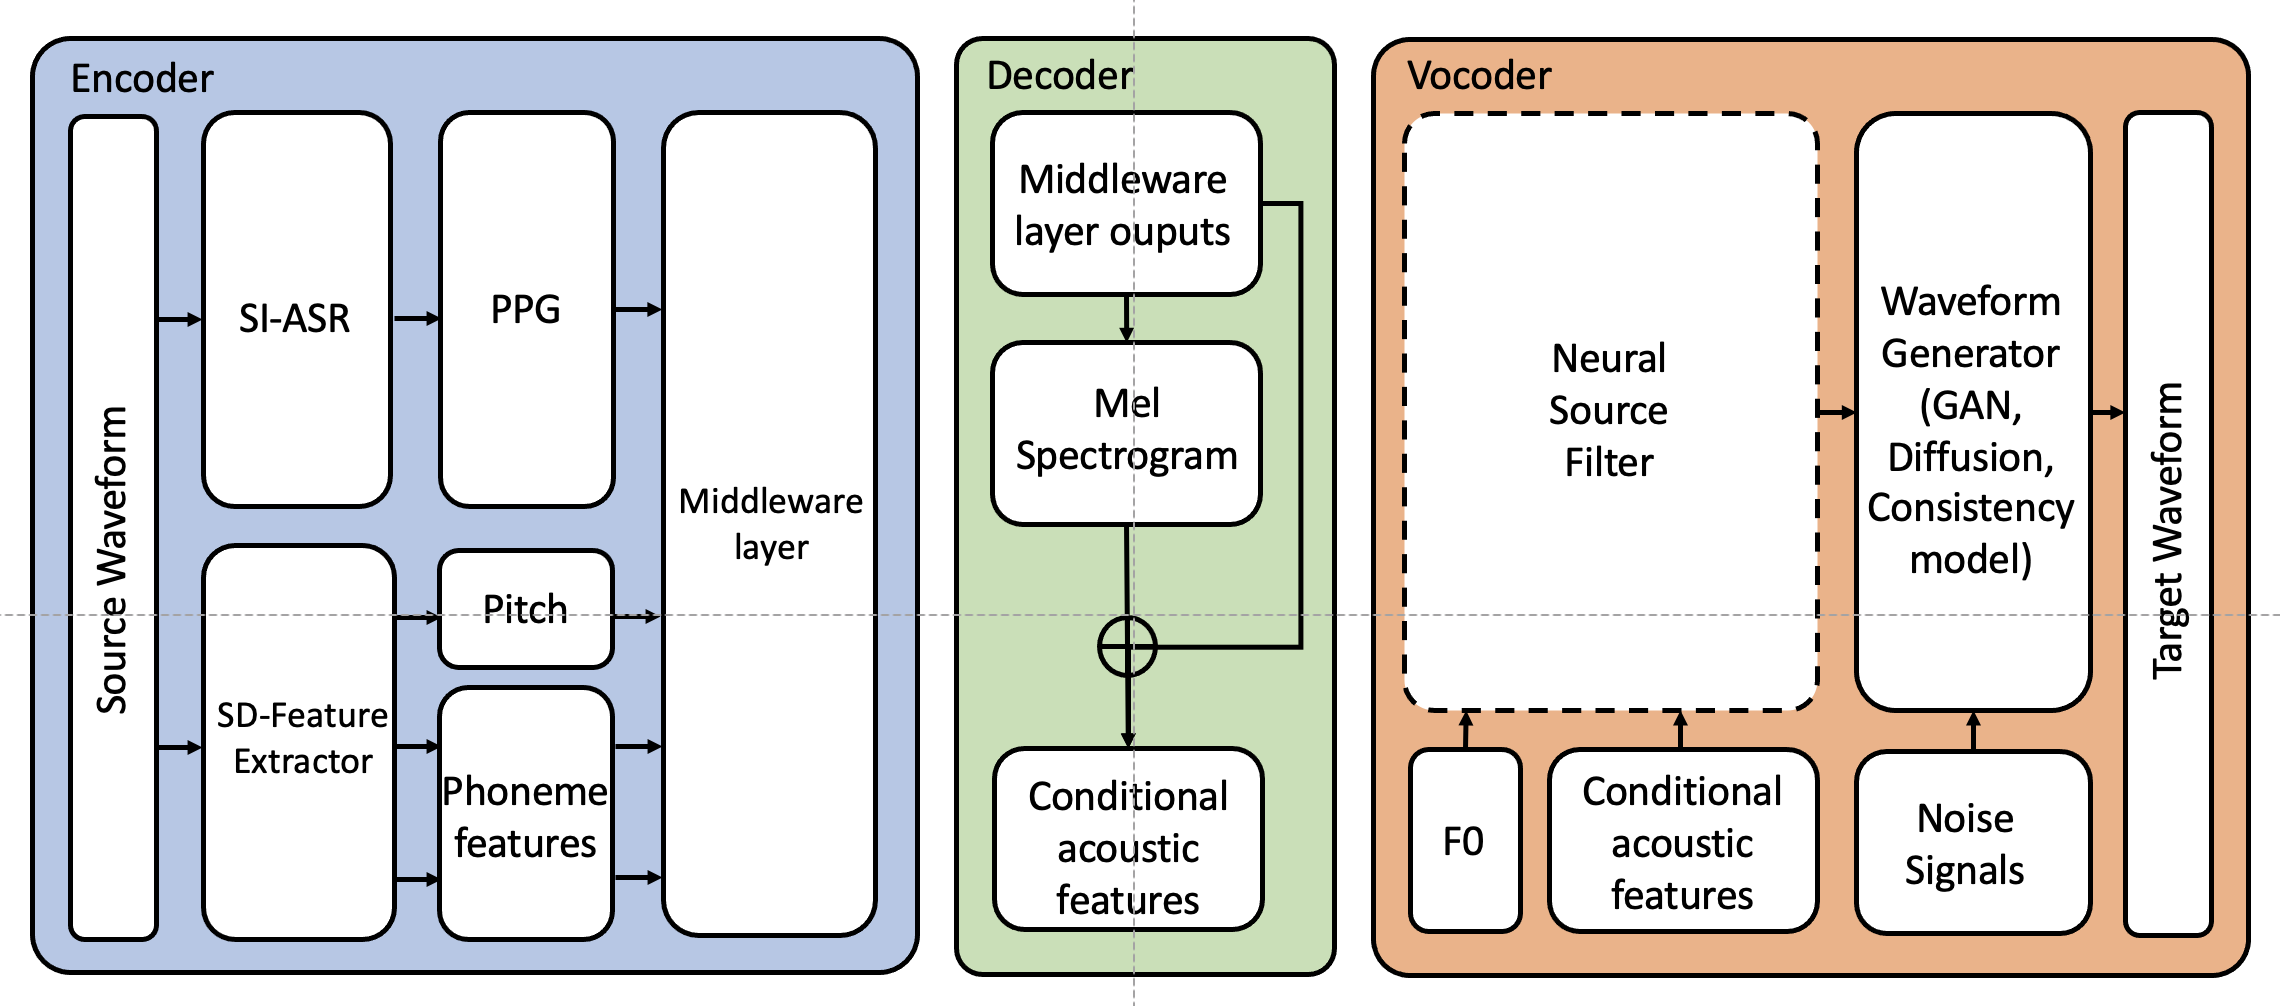 Encoder
Source Waveform
SI-ASR
PPG
SD-Feature
Extractor
Pitch
Phoneme
features
Middleware
layer
Decoder
Middleware
layer ouputs
Mel
Spectrogram
Conditional
acoustic
features
Vocoder
Neural
Source
Filter
F0
Conditional
acoustic
features
Waveform
Generator
(GAN,
Diffusion,
Consistency
model)
Noise
Signals
Target Waveform